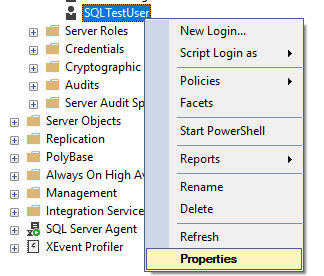 SQLTestUser
Server Roles
Credentials
Cryptographic
Audits
Server Audit Sp
Server Objects
Replication
PolyBase
Always On High Av
Management
Integration Service
SQL Server Agent
XEvent Profiler
New Login...
Script Login as
Policies
Facets
Start PowerShell
Reports
Rename
Delete
Refresh
Properties